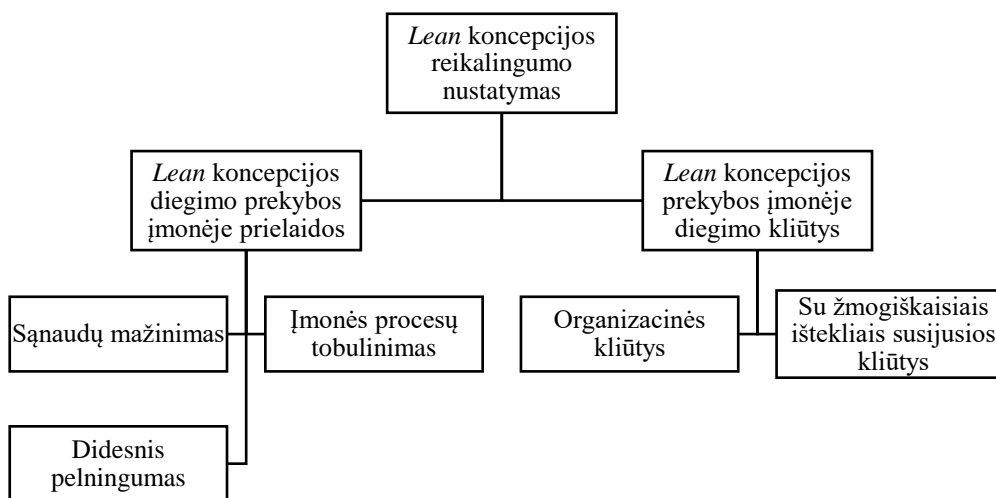 Lean koncepcijos
reikalingumo
nustatymas
Lean koncepcijos
diegimo prekybos
įmonėje prielaidos
Lean koncepcijos
prekybos įmonėje
diegimo kliūtys
Sąnaudų mažinimas
Įmonės procesų
tobulinimas
Organizacinės
kliūtys
Su žmogiškaisiais
ištekliais susijusios
kliūtys
Didesnis
pelningumas